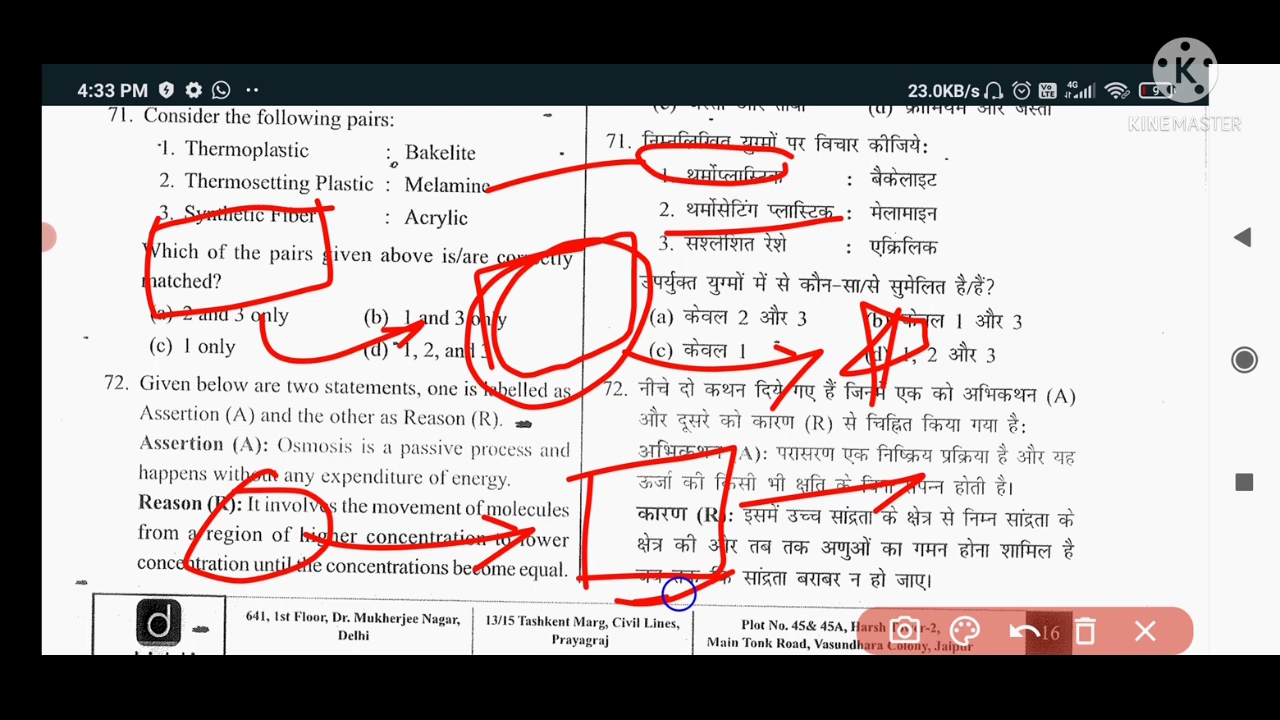 4:33 PM
23.0KB/s
4G
9
KINEMASTER
71. Consider the following pairs:
1. Thermoplastic : Bakelite
2. Thermosetting Plastic : Melamine
3. Synthetic Fiber : Acrylic
Which of the pairs given above is/are correctly
matched?
(a) 2 and 3 only (b) 1 and 3 only
(c) 1 only (d) 1, 2, and 3
72. Given below are two statements, one is labelled as
Assertion (A) and the other as Reason (R).
Assertion (A): Osmosis is a passive process and
happens without any expenditure of energy.
Reason (R): It involves the movement of molecules
from a region of higher concentration to lower
concentration until the concentrations become equal.
(d) क्रोमियम और जस्ता
71. निम्नलिखित युग्मों पर विचार कीजिये:
1. थर्मोप्लास्टिक : बैकेलाइट
2. थर्मोसेटिंग प्लास्टिक : मेलामाइन
3. संश्लेशित रेशे : एक्रिलिक
उपर्युक्त युग्मों में से कौन-सा/से सुमेलित है/हैं?
(a) केवल 2 और 3 (b) केवल 1 और 3
(c) केवल 1 (d) 1, 2 और 3
72. नीचे दो कथन दिये गए हैं जिनमें एक को अभिकथन (A)
और दूसरे को कारण (R) से चिह्नित किया गया है:
अभिकथन (A): परासरण एक निष्क्रिय प्रक्रिया है और यह
ऊर्जा की किसी भी क्षति के बिना संपन्न होती है।
कारण (R): इसमें उच्च सांद्रता के क्षेत्र से निम्न सांद्रता के
क्षेत्र की ओर तब तक अणुओं का गमन होना शामिल है
जब तक कि सांद्रता बराबर न हो जाए।
641, 1st Floor, Dr. Mukherjee Nagar,
Delhi
13/15 Tashkent Marg, Civil Lines,
Prayagraj
Plot No. 45& 45A, Harsh Tower-2,
Main Tonk Road, Vasundhara Colony, Jaipur
16